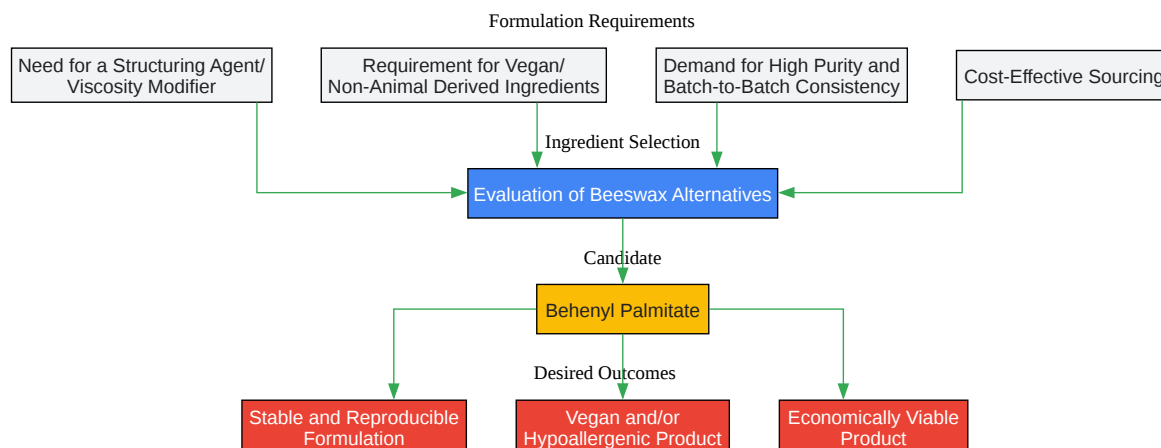 Formulation Requirements
Need for a Structuring Agent/
Viscosity Modifier
Requirement for Vegan/
Non-Animal Derived Ingredients
Demand for High Purity and
Batch-to-Batch Consistency
Cost-Effective Sourcing
Ingredient Selection
Evaluation of Beeswax Alternatives
Candidate
Behenyl Palmitate
Desired Outcomes
Stable and Reproducible
Formulation
Vegan and/or
Hypoallergenic Product
Economically Viable
Product